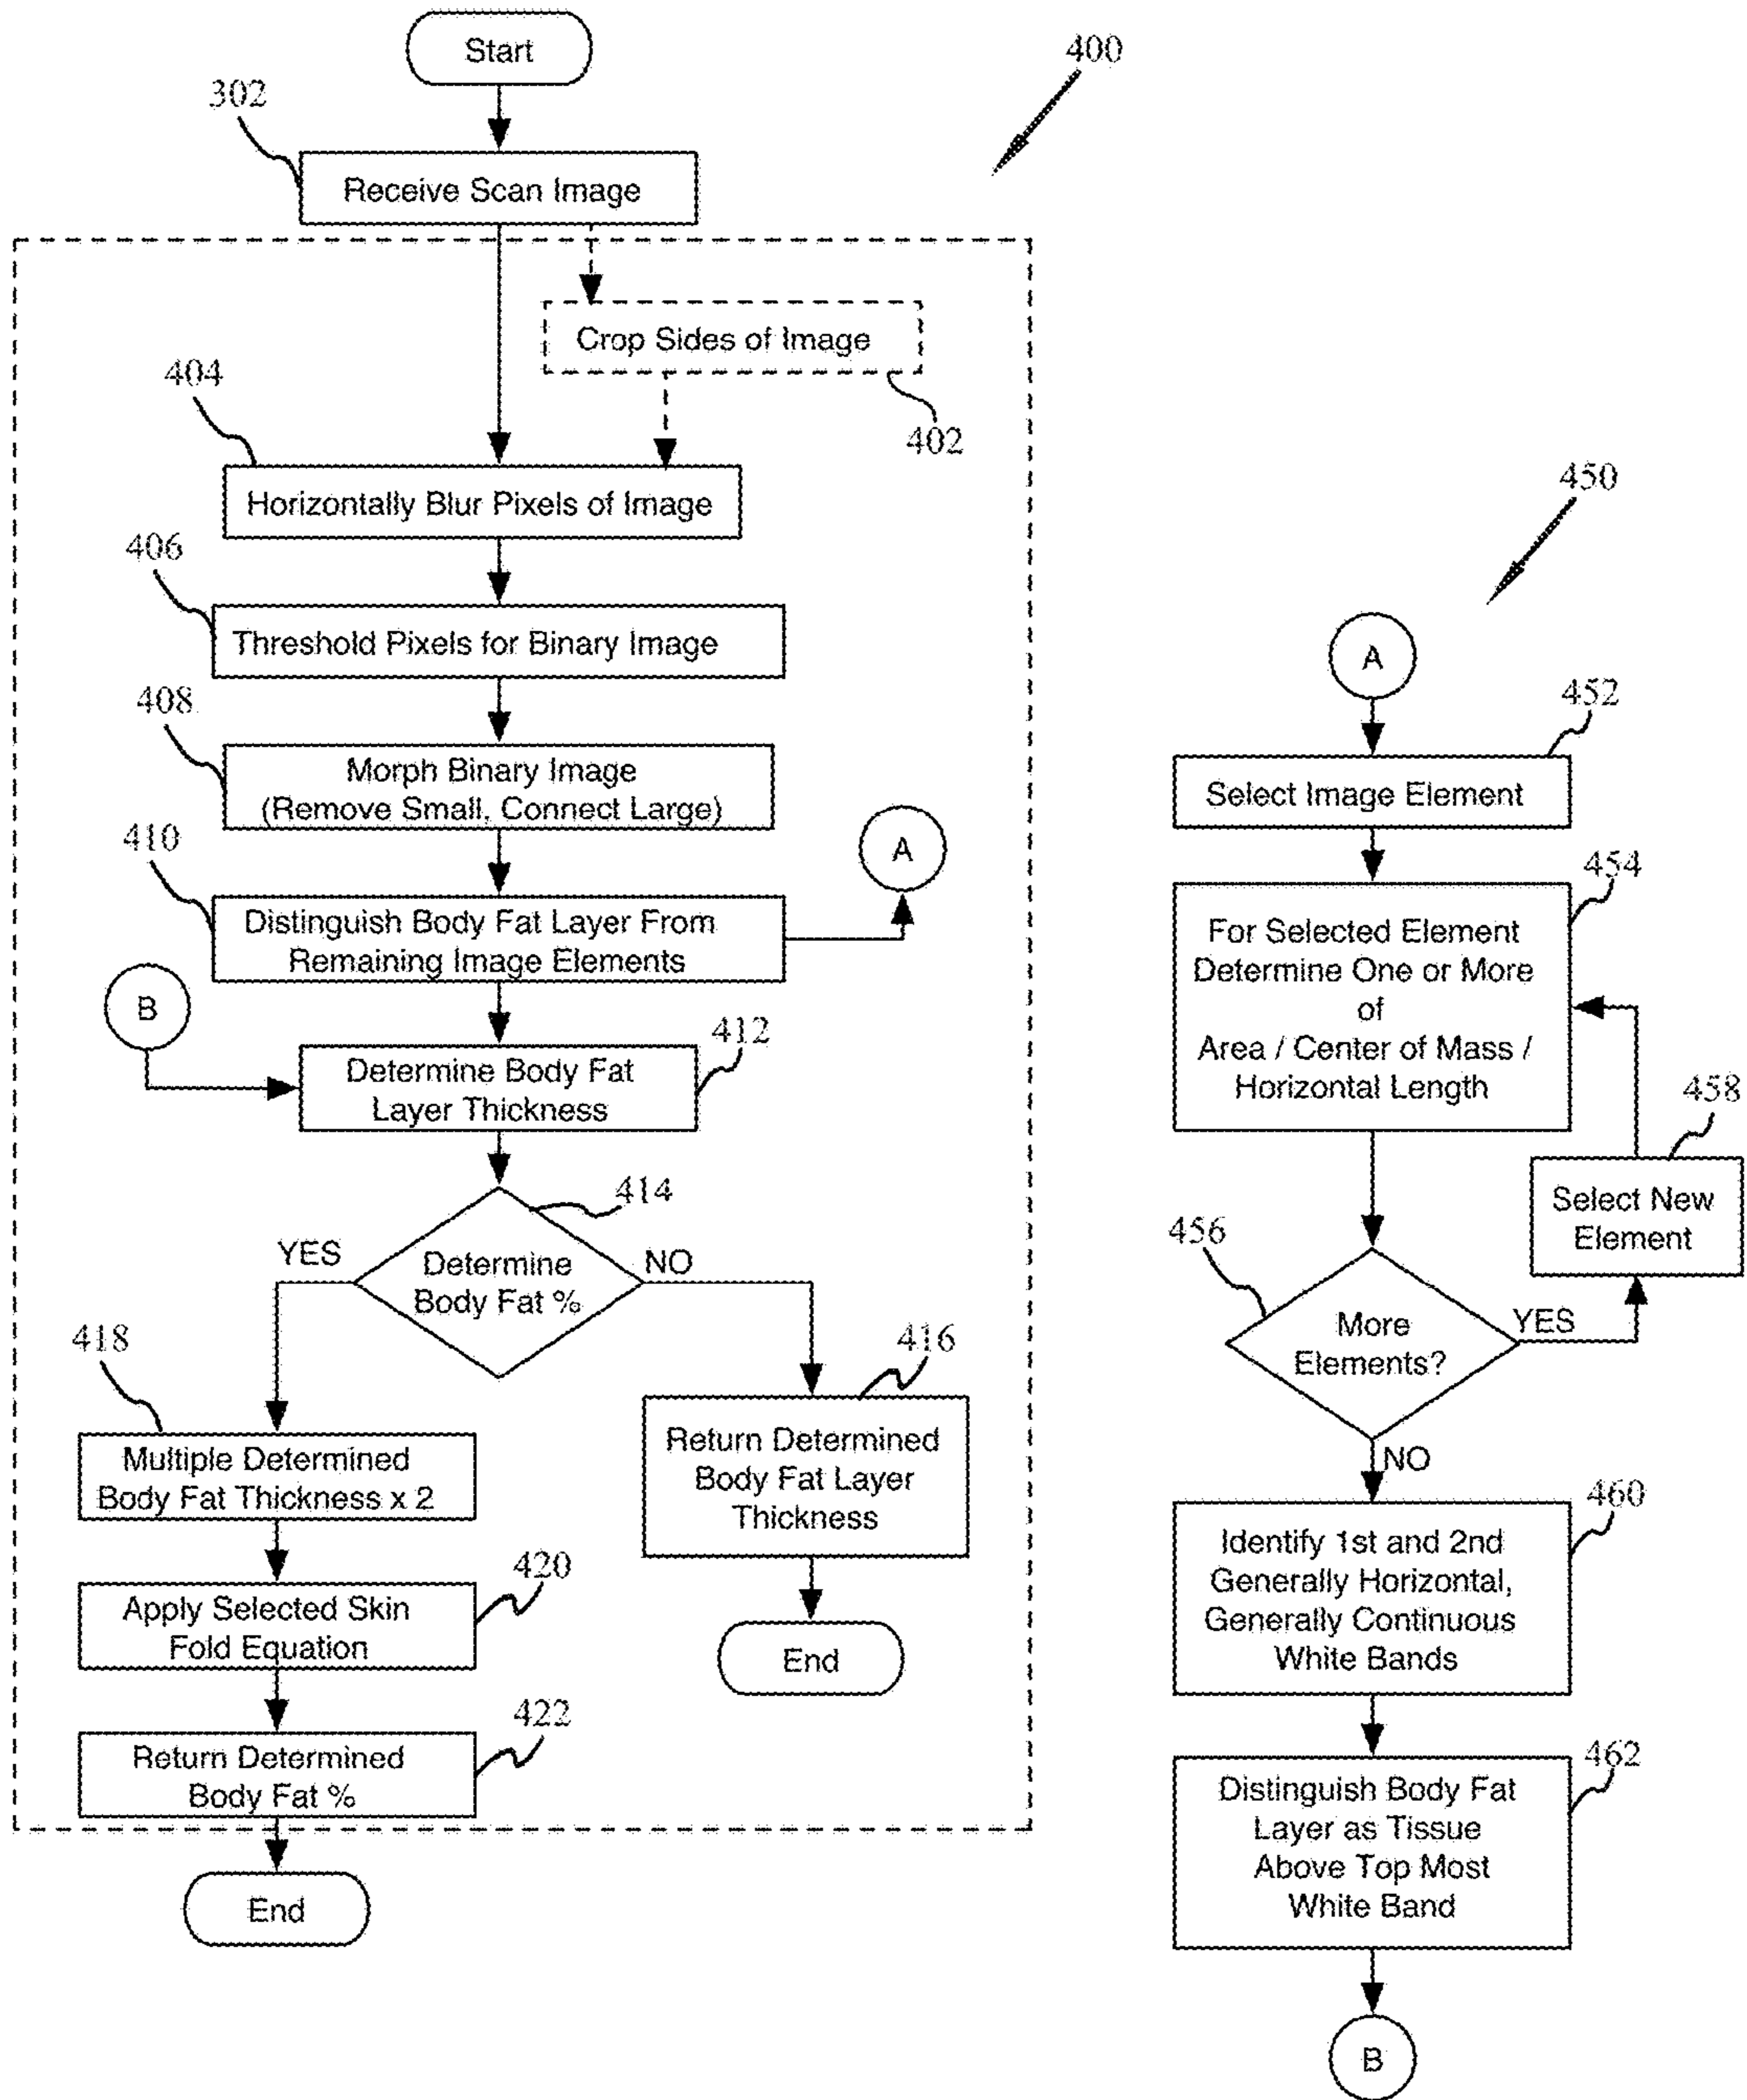 Start
400
302
Receive Scan Image
Crop Sides of Image
402
404
Horizontally Blur Pixels of Image
406
Threshold Pixels for Binary Image
408
Morph Binary Image
(Remove Small, Connect Large)
410
A
Distinguish Body Fat Layer From
Remaining Image Elements
B
412
Determine Body Fat
Layer Thickness
414
YES
NO
Determine
Body Fat %
418
416
Multiple Determined
Body Fat Thickness x 2
Return Determined
Body Fat Layer
Thickness
420
Apply Selected Skin
Fold Equation
End
422
Return Determined
Body Fat %
End
450
A
452
Select Image Element
454
For Selected Element
Determine One or More
of
Area / Center of Mass /
Horizontal Length
458
Select New
Element
456
More
Elements?
YES
NO
460
Identify 1st and 2nd
Generally Horizontal,
Generally Continuous
White Bands
462
Distinguish Body Fat
Layer as Tissue
Above Top Most
White Band
B